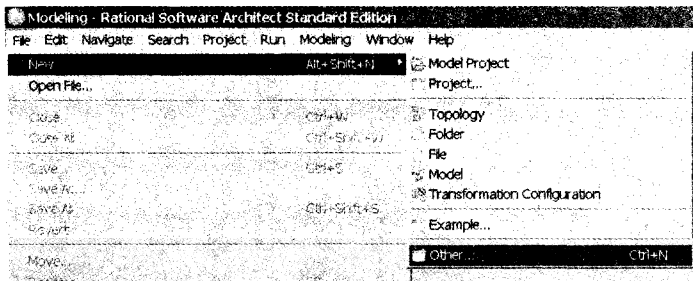 Modeling - Rational Software Architect Standard Edition
File Edit Navigate Search Project Run Modeling Window Help
New Alt+Shift+N
Open File...
Close Ctrl+W
Close All Ctrl+Shift+W
Save Ctrl+S
Save As...
Save All Ctrl+Shift+S
Revert
Move...
Model Project
Project...
Topology
Folder
File
Model
Transformation Configuration
Example...
Other... Ctrl+N